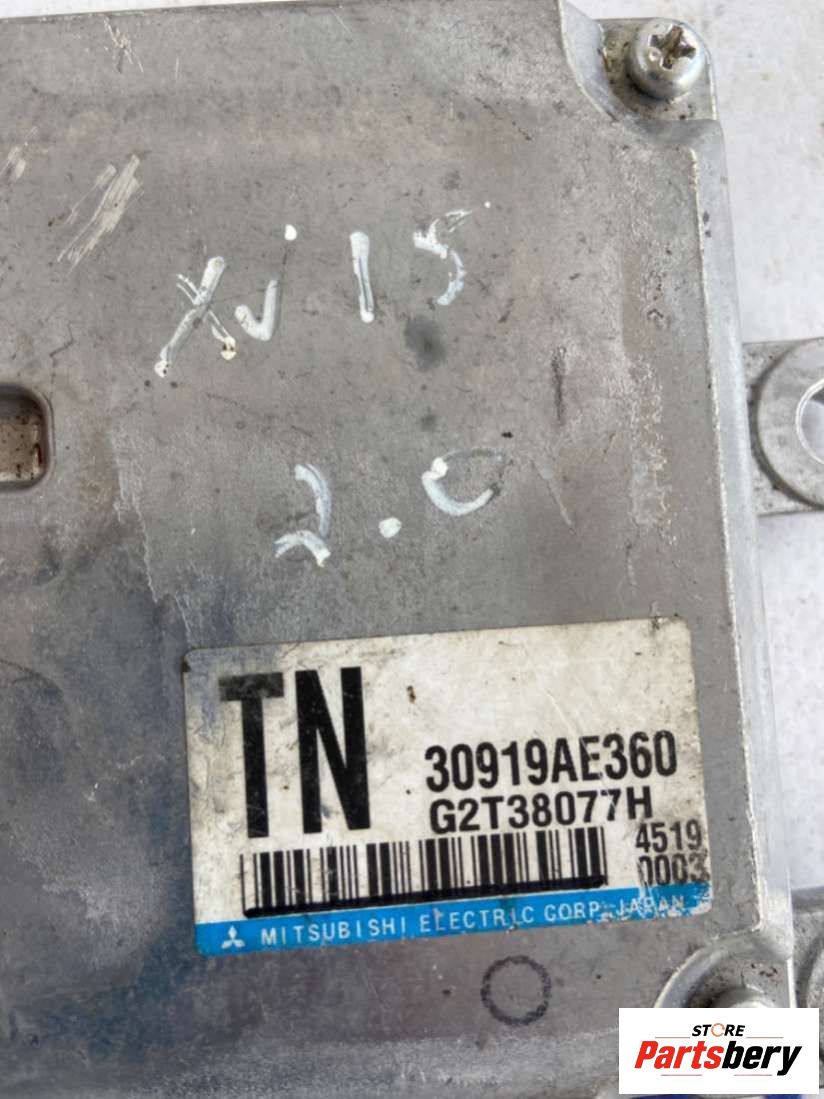 XV 15
2.0
TN
30919AE360
G2T38077H
4519
0003
MITSUBISHI ELECTRIC CORP. JAPAN
STORE
Partsbery